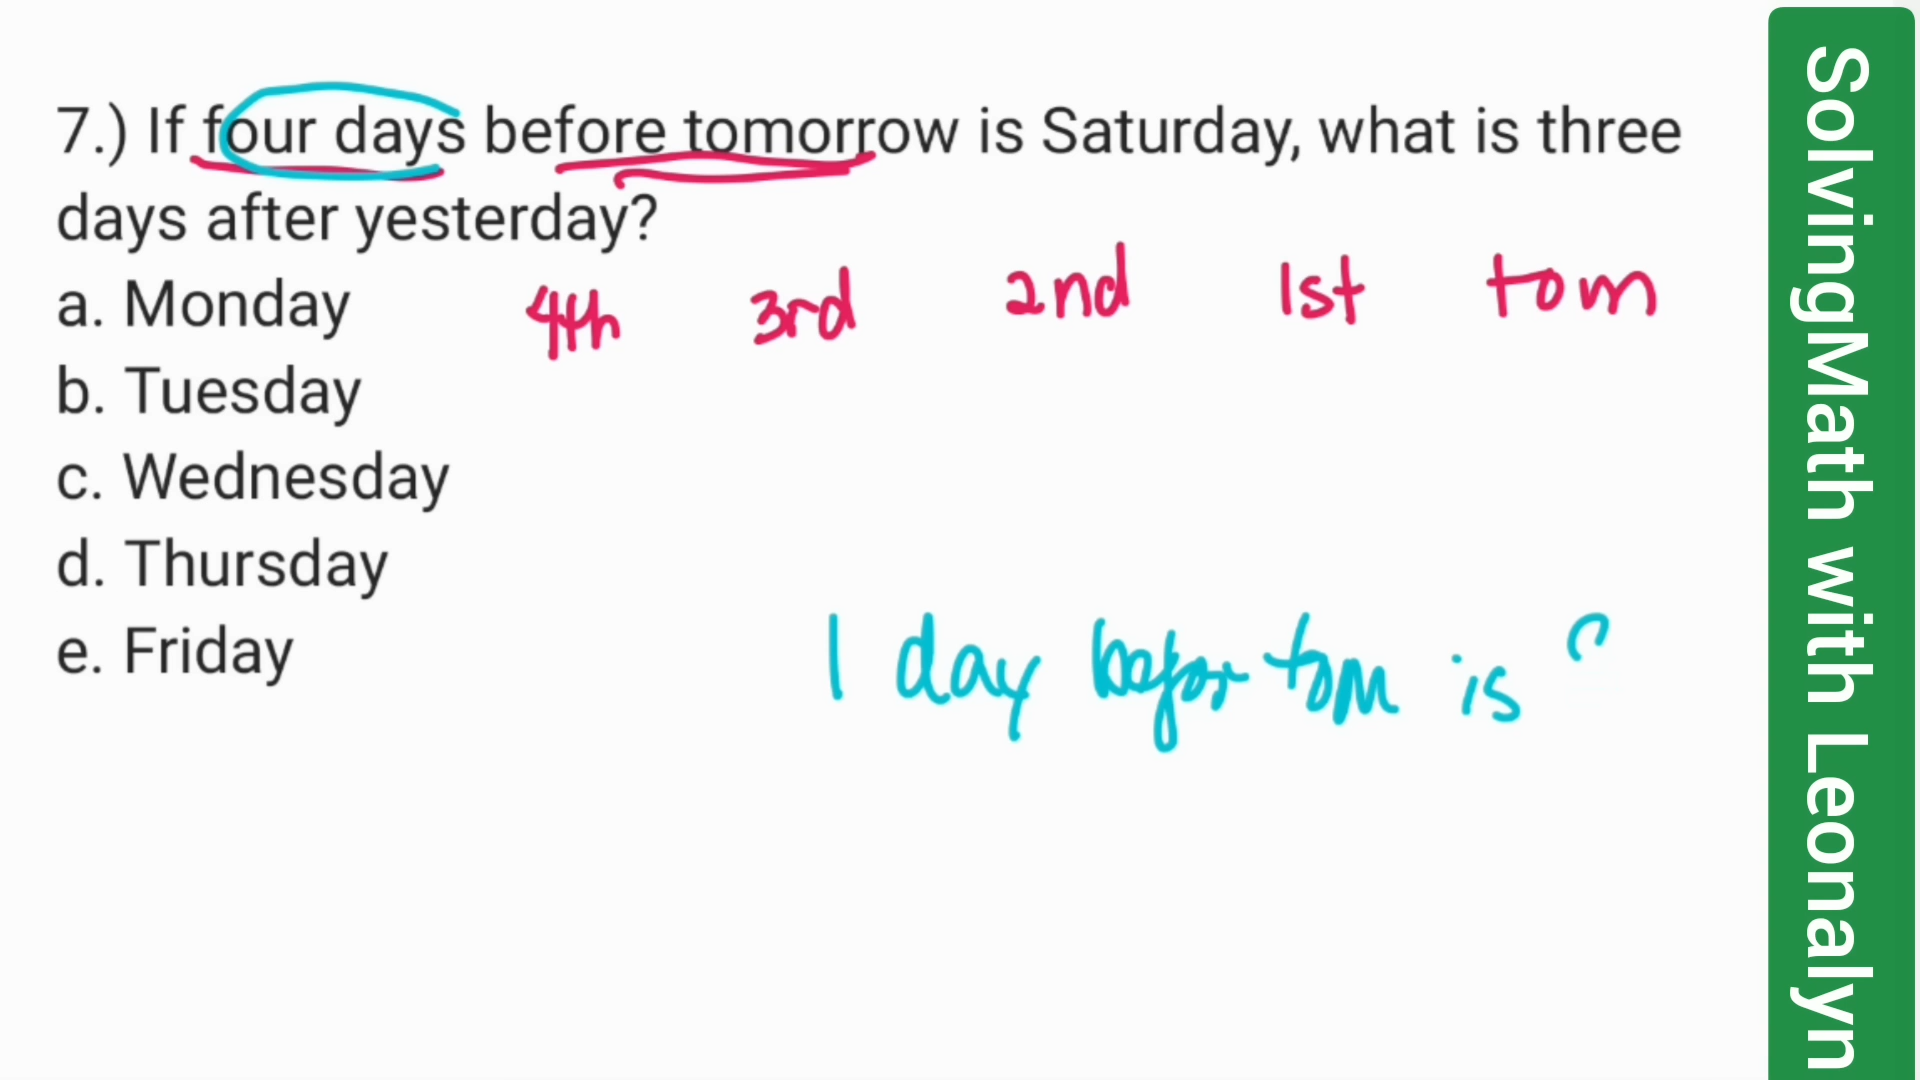 7.) If four days before tomorrow is Saturday, what is three
days after yesterday?
a. Monday
4th 3rd 2nd 1st tom
b. Tuesday
c. Wednesday
d. Thursday
e. Friday
1 day before tom is
SolvingMath with Leonalyn